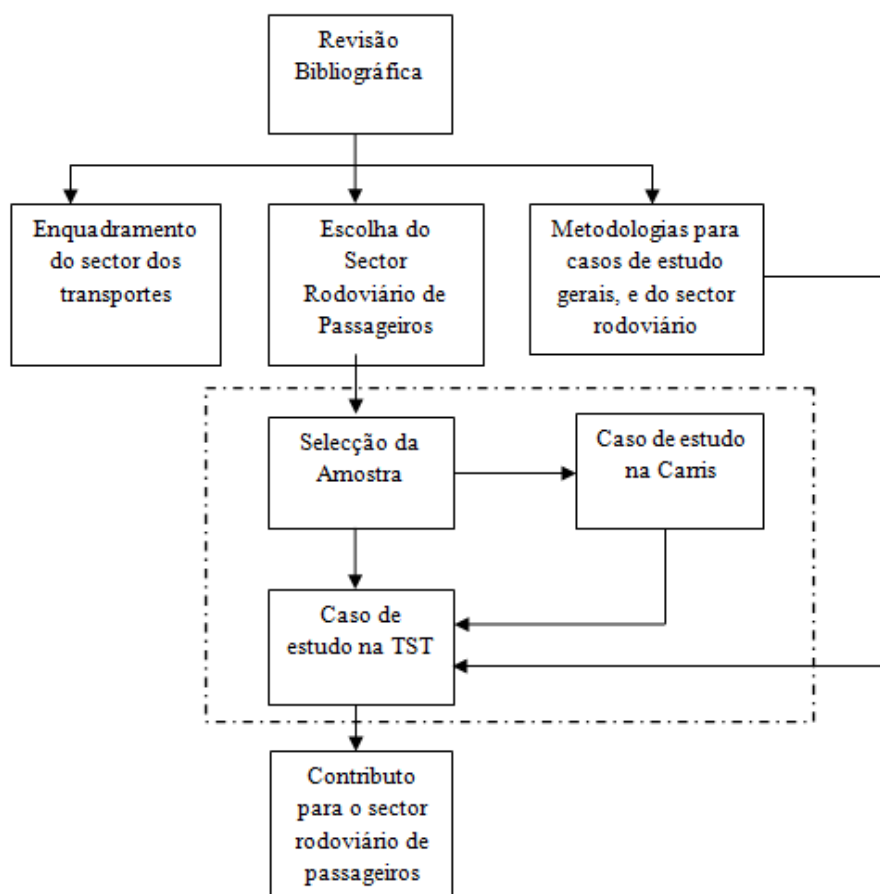 Revisão
Bibliográfica
Enquadramento
do sector dos
transportes
Escolha do
Sector
Rodoviário de
Passageiros
Metodologias para
casos de estudo
gerais, e do sector
rodoviário
Selecção da
Amostra
Caso de estudo
na Carris
Caso de
estudo na TST
Contributo
para o sector
rodoviário de
passageiros